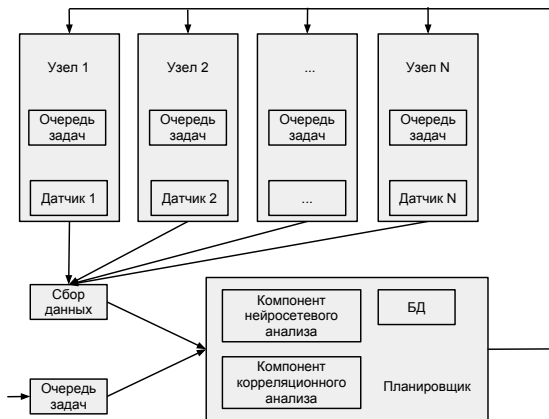 Узел 1
Узел 2
...
Узел N
Очередь
задач
Очередь
задач
Очередь
задач
Очередь
задач
Датчик 1
Датчик 2
...
Датчик N
Сбор
данных
Компонент
нейросетевого
анализа
БД
Компонент
корреляционного
анализа
Планировщик
Очередь
задач